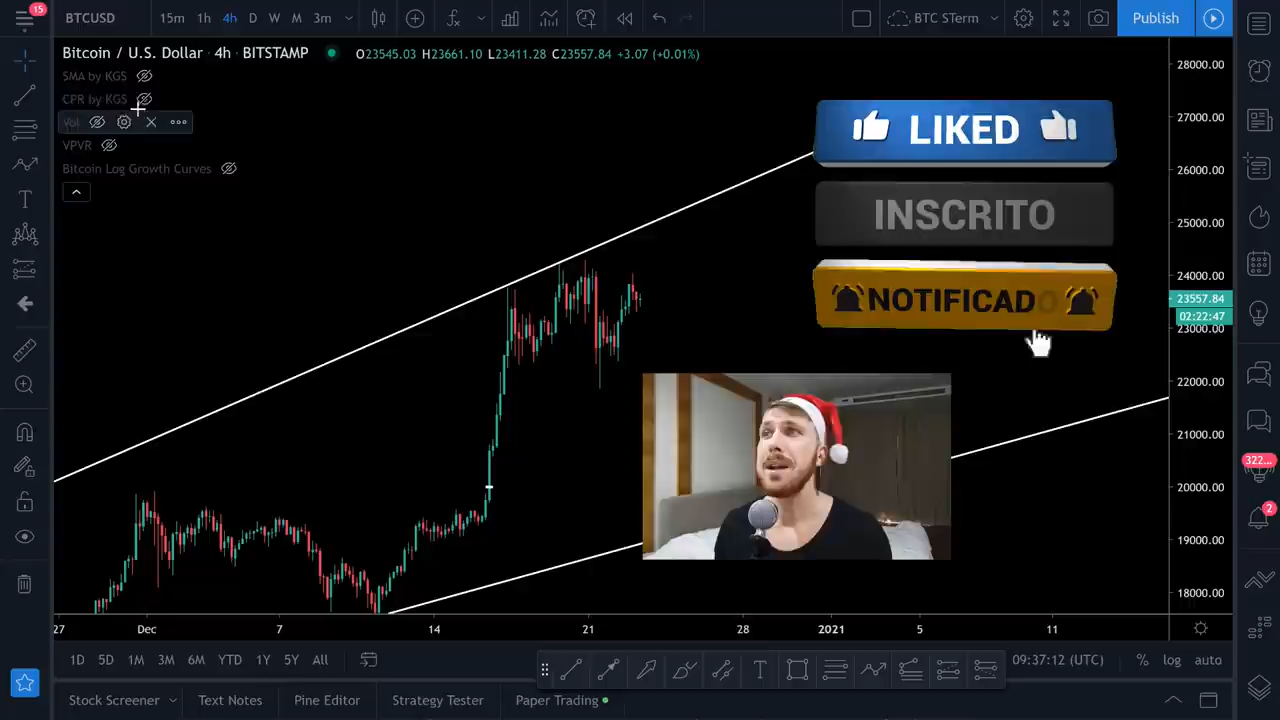 15
BTCUSD 15m 1h 4h D W M 3m BTC STerm Publish
Bitcoin / U.S. Dollar · 4h · BITSTAMP O23545.03 H23661.10 L23411.28 C23557.84 +3.07 (+0.01%)
SMA by KGS
CPR by KGS
Vol
VPVR
Bitcoin Log Growth Curves
LIKED
INSCRITO
NOTIFICADO
28000.00
27000.00
26000.00
25000.00
24000.00
23557.84
02:22:47
23000.00
22000.00
21000.00
20000.00
19000.00
18000.00
322...
2
27 Dec 7 14 21 28 2021 5 11
1D 5D 1M 3M 6M YTD 1Y 5Y All 09:37:12 (UTC) % log auto
Stock Screener Text Notes Pine Editor Strategy Tester Paper Trading